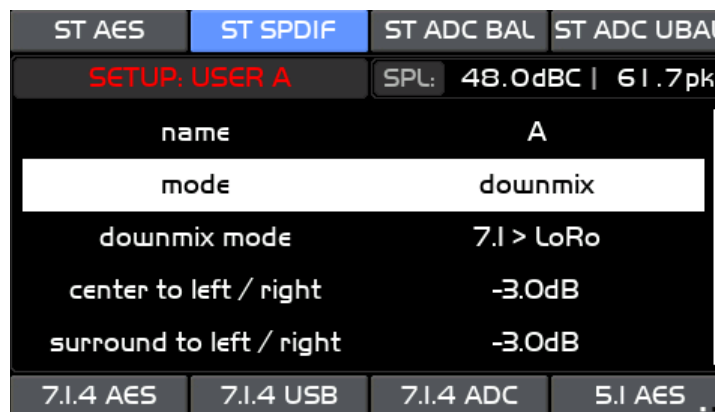 ST AES ST SPDIF ST ADC BAL ST ADC UBAL
SETUP: USER A SPL: 48.0dBC | 61.7pk
name A
mode downmix
downmix mode 7.1 > LoRo
center to left / right -3.0dB
surround to left / right -3.0dB
7.1.4 AES 7.1.4 USB 7.1.4 ADC 5.1 AES